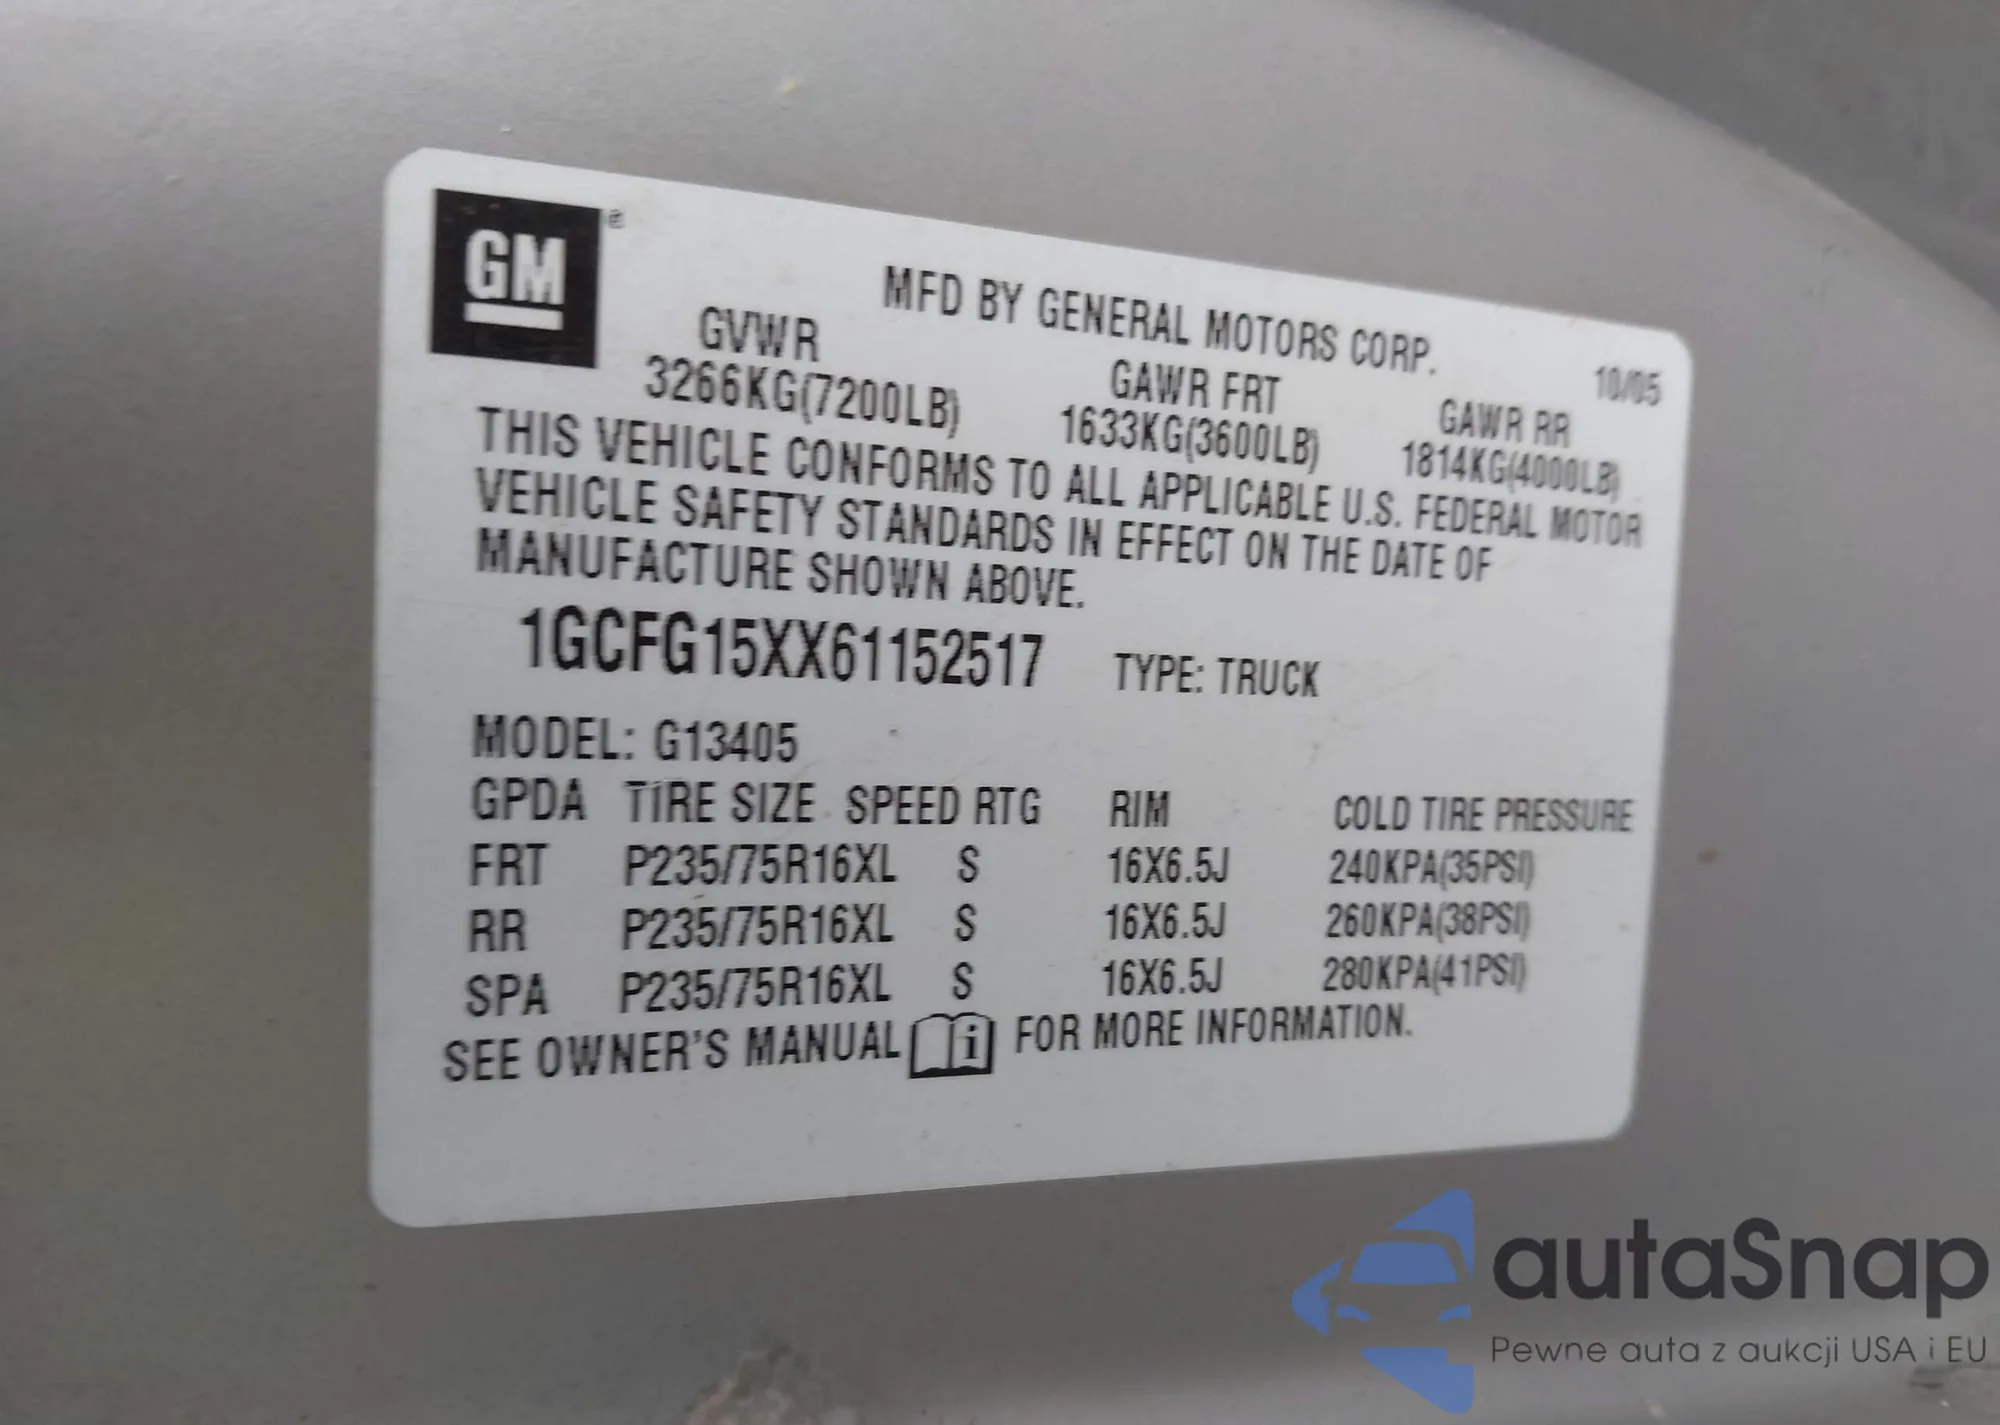 GM®
MFD BY GENERAL MOTORS CORP.
10/05
GVWR GAWR FRT GAWR RR
3266KG(7200LB) 1633KG(3600LB) 1814KG(4000LB)
THIS VEHICLE CONFORMS TO ALL APPLICABLE U.S. FEDERAL MOTOR
VEHICLE SAFETY STANDARDS IN EFFECT ON THE DATE OF
MANUFACTURE SHOWN ABOVE.
1GCFG15XX61152517 TYPE: TRUCK
MODEL: G13405
GPDA TIRE SIZE SPEED RTG RIM COLD TIRE PRESSURE
FRT P235/75R16XL S 16X6.5J 240KPA(35PSI)
RR P235/75R16XL S 16X6.5J 260KPA(38PSI)
SPA P235/75R16XL S 16X6.5J 280KPA(41PSI)
SEE OWNER'S MANUAL i FOR MORE INFORMATION.
autaSnap
Pewne auta z aukcji USA i EU